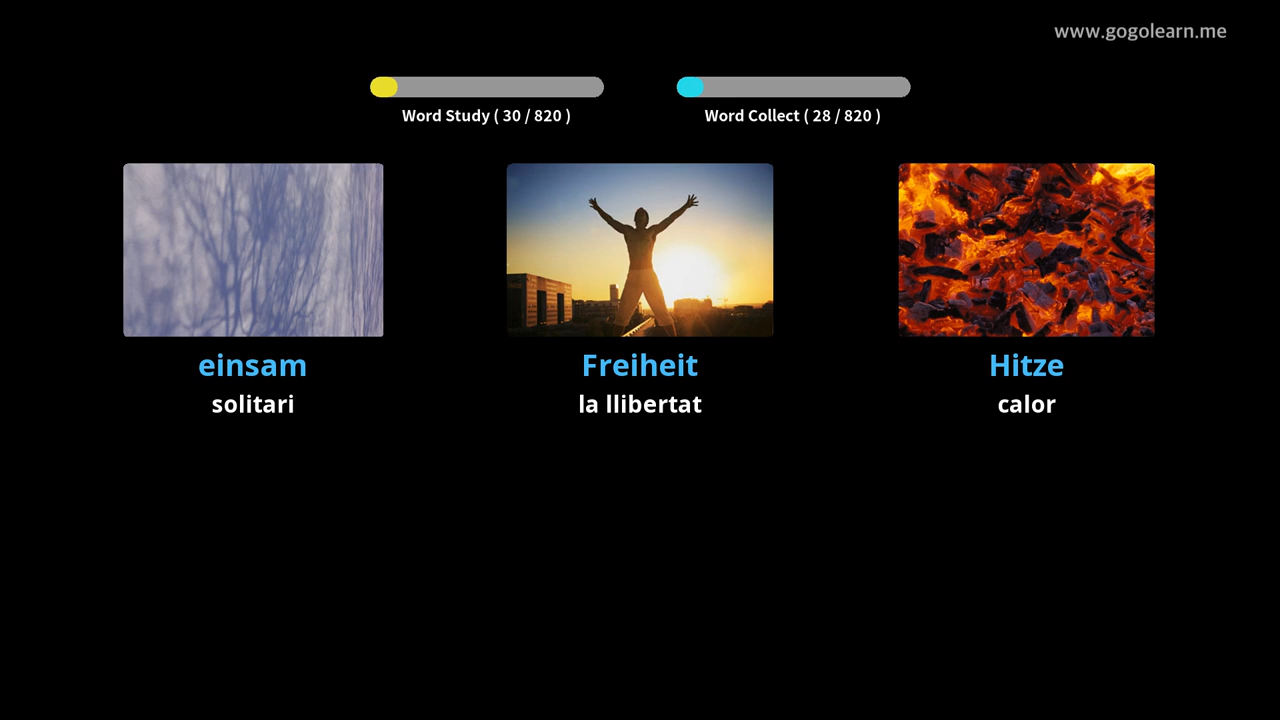 www.gogolearn.me
Word Study ( 30 / 820 )
Word Collect ( 28 / 820 )
einsam
solitari
Freiheit
la llibertat
Hitze
calor